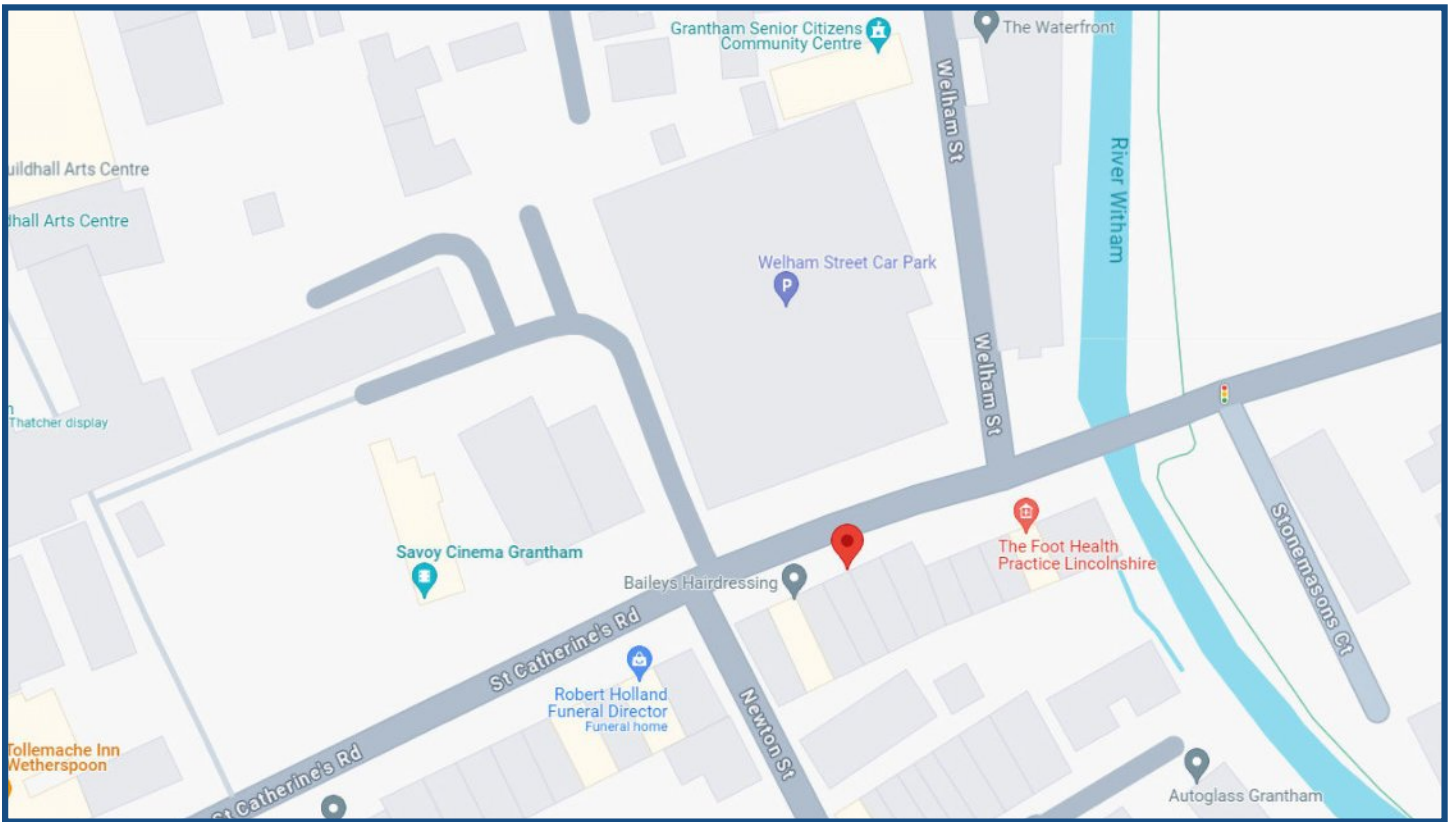 Grantham Senior Citizens
Community Centre
The Waterfront
Welham St
River Witham
uildhall Arts Centre
dhall Arts Centre
Welham Street Car Park
P
Welham St
Thatcher display
Stonemasons Ct
Savoy Cinema Grantham
The Foot Health
Practice Lincolnshire
Baileys Hairdressing
St Catherine's Rd
Robert Holland
Funeral Director
Funeral home
Newton St
Tollemache Inn
Wetherspoon
St Catherine's Rd
Autoglass Grantham